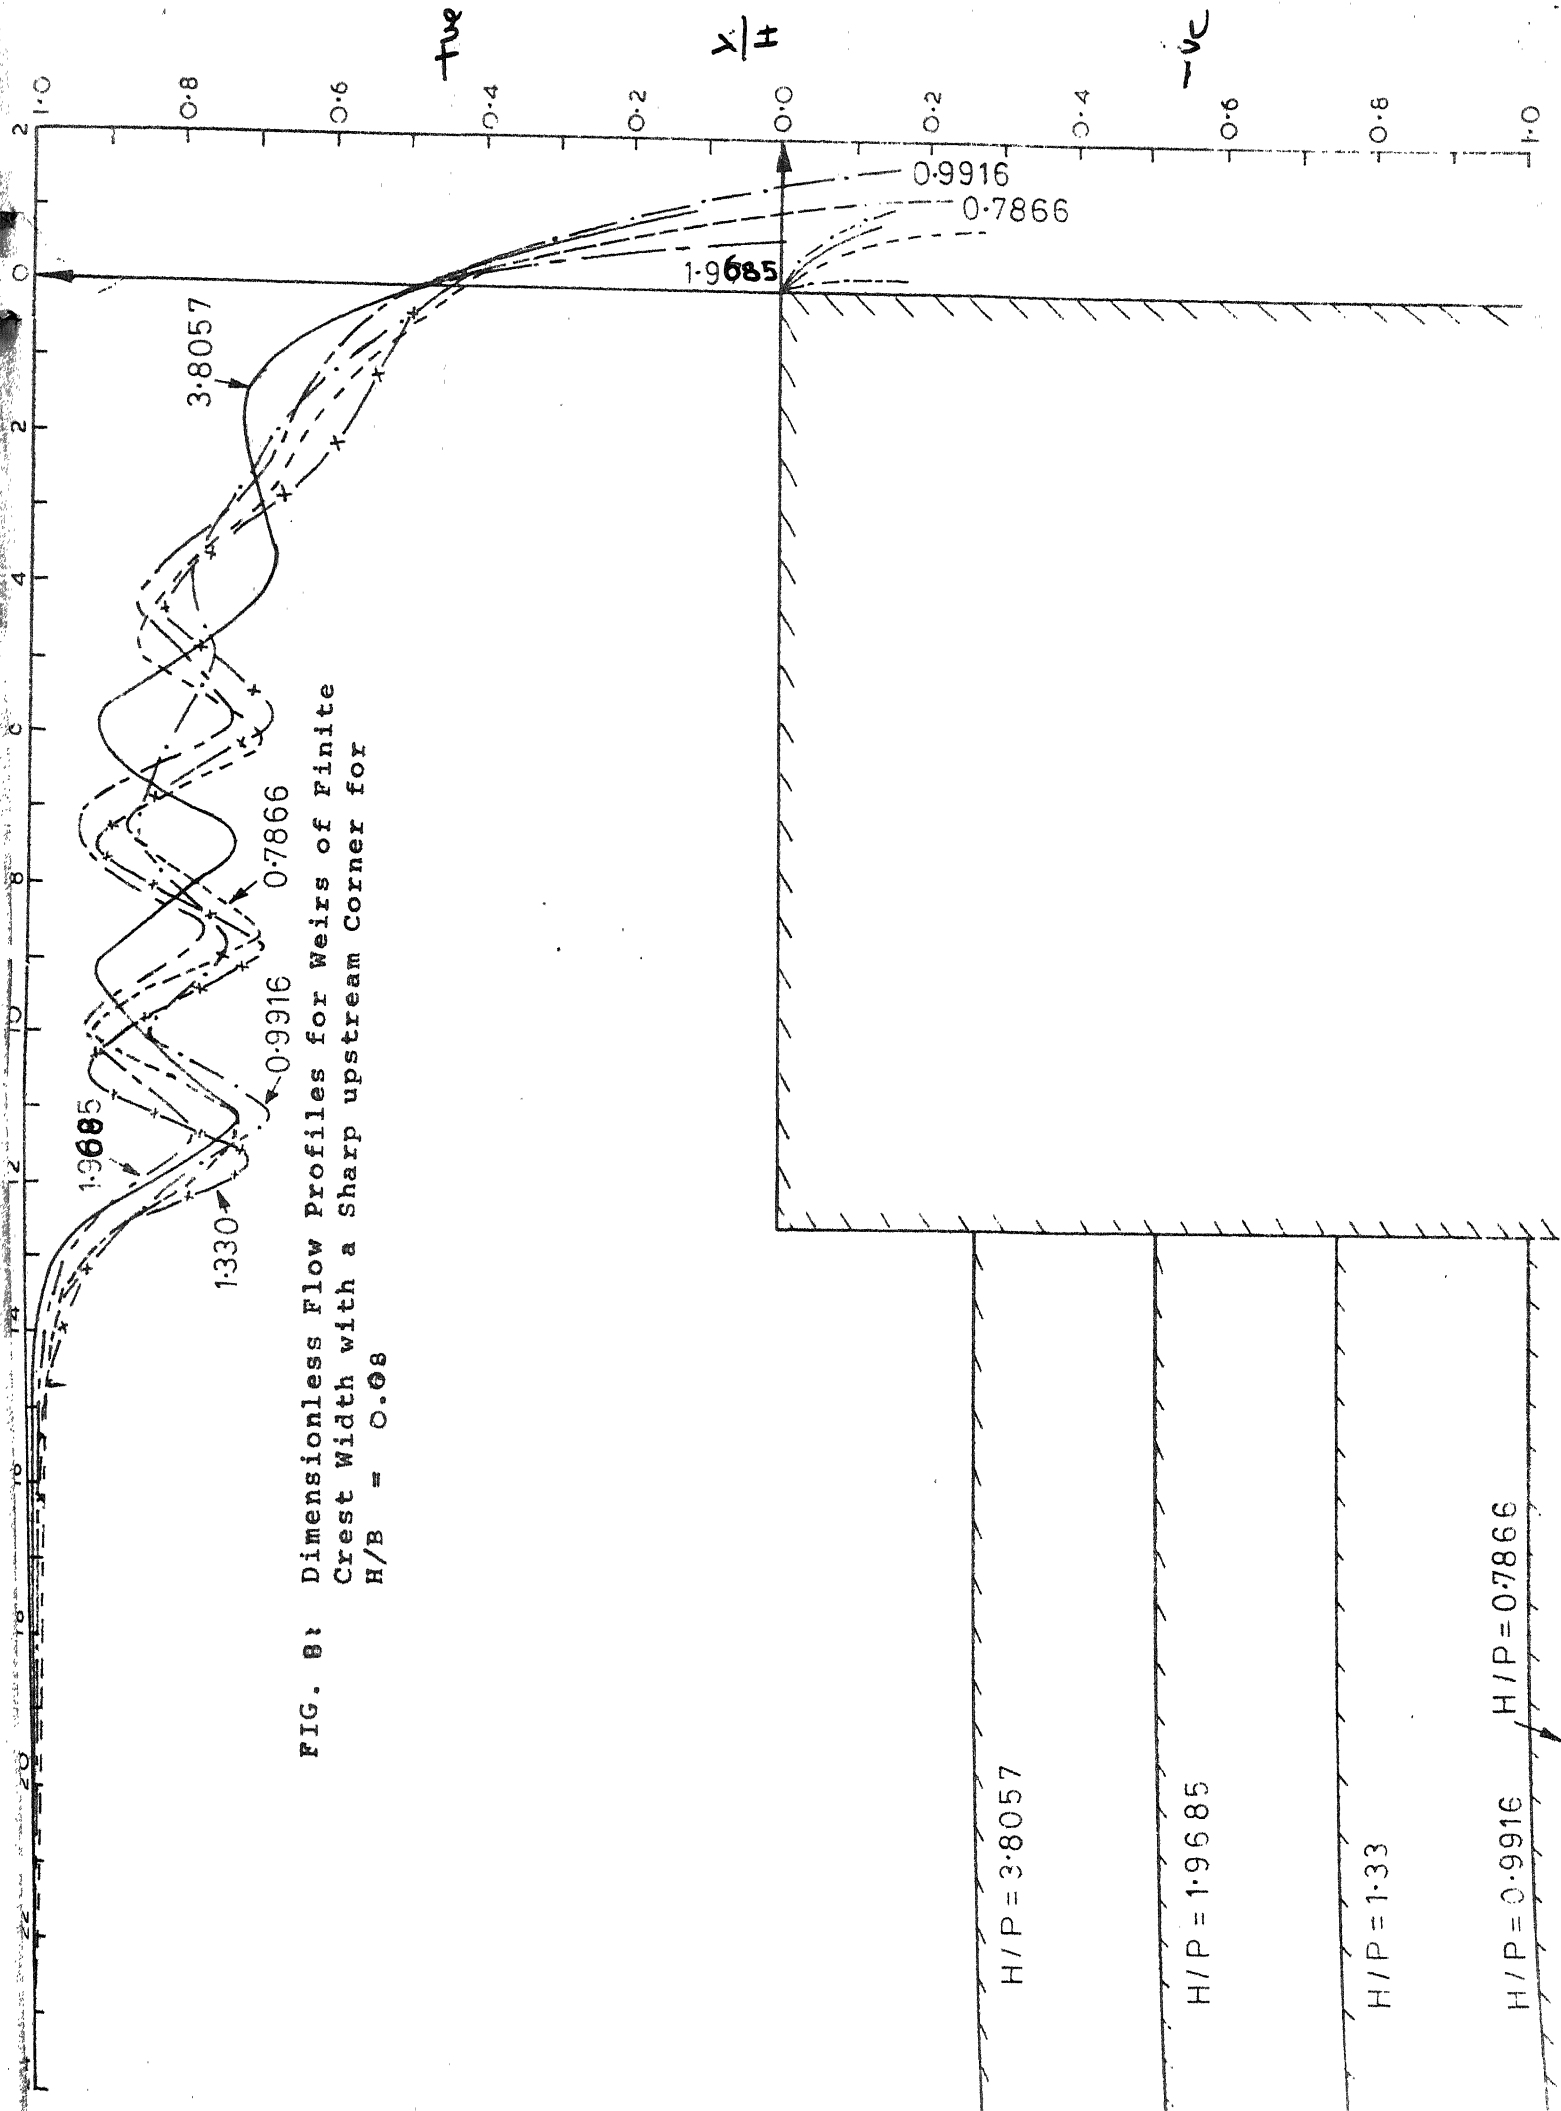 2 0 2 4 6 8 10 12 14 16 18 20 22
1.0
0.8
0.6
0.4
0.2
0.0
0.2
0.4
0.6
0.8
1.0
+ve
y/H
-ve
0.9916
0.7866
1.9685
3.8057
0.7866
0.9916
1.9685
1.330
FIG. 8: Dimensionless Flow Profiles for Weirs of Finite
Crest Width with a Sharp upstream Corner for
H/B = 0.08
H/P = 3.8057
H/P = 1.9685
H/P = 1.33
H/P = 0.9916
H/P = 0.7866